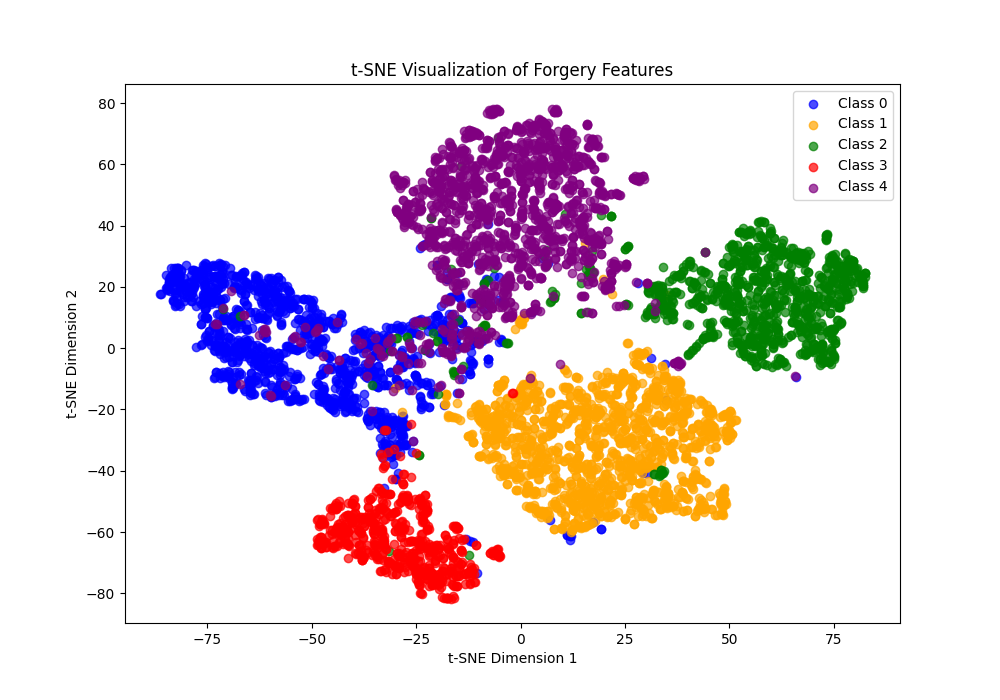 t-SNE Visualization of Forgery Features
Class 0
Class 1
Class 2
Class 3
Class 4
80
60
40
20
0
−20
−40
−60
−80
t-SNE Dimension 2
−75 −50 −25 0 25 50 75
t-SNE Dimension 1